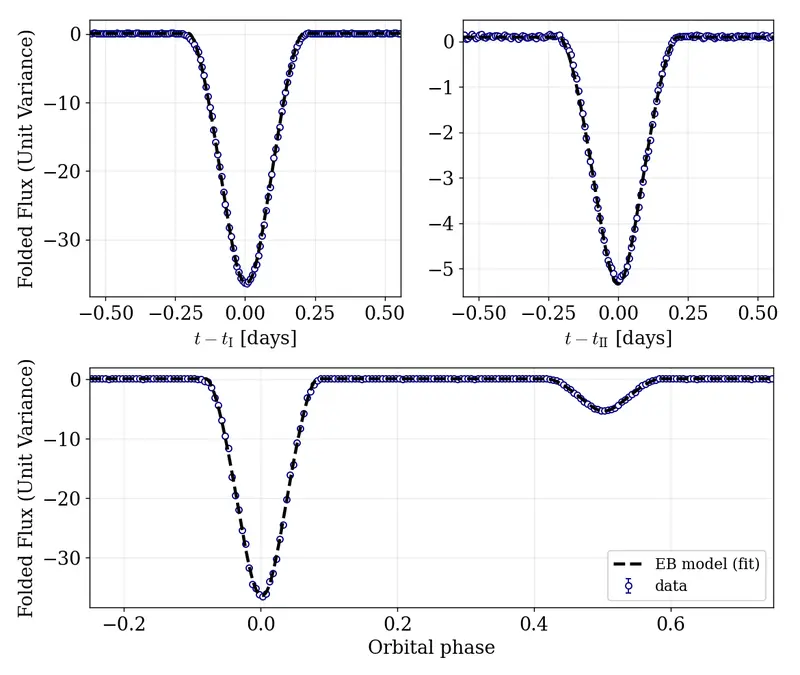 Folded Flux (Unit Variance)
0
−10
−20
−30
−0.50 −0.25 0.00 0.25 0.50
t − tI [days]
0
−1
−2
−3
−4
−5
−0.50 −0.25 0.00 0.25 0.50
t − tII [days]
Folded Flux (Unit Variance)
0
−10
−20
−30
−0.2 0.0 0.2 0.4 0.6
Orbital phase
EB model (fit)
data